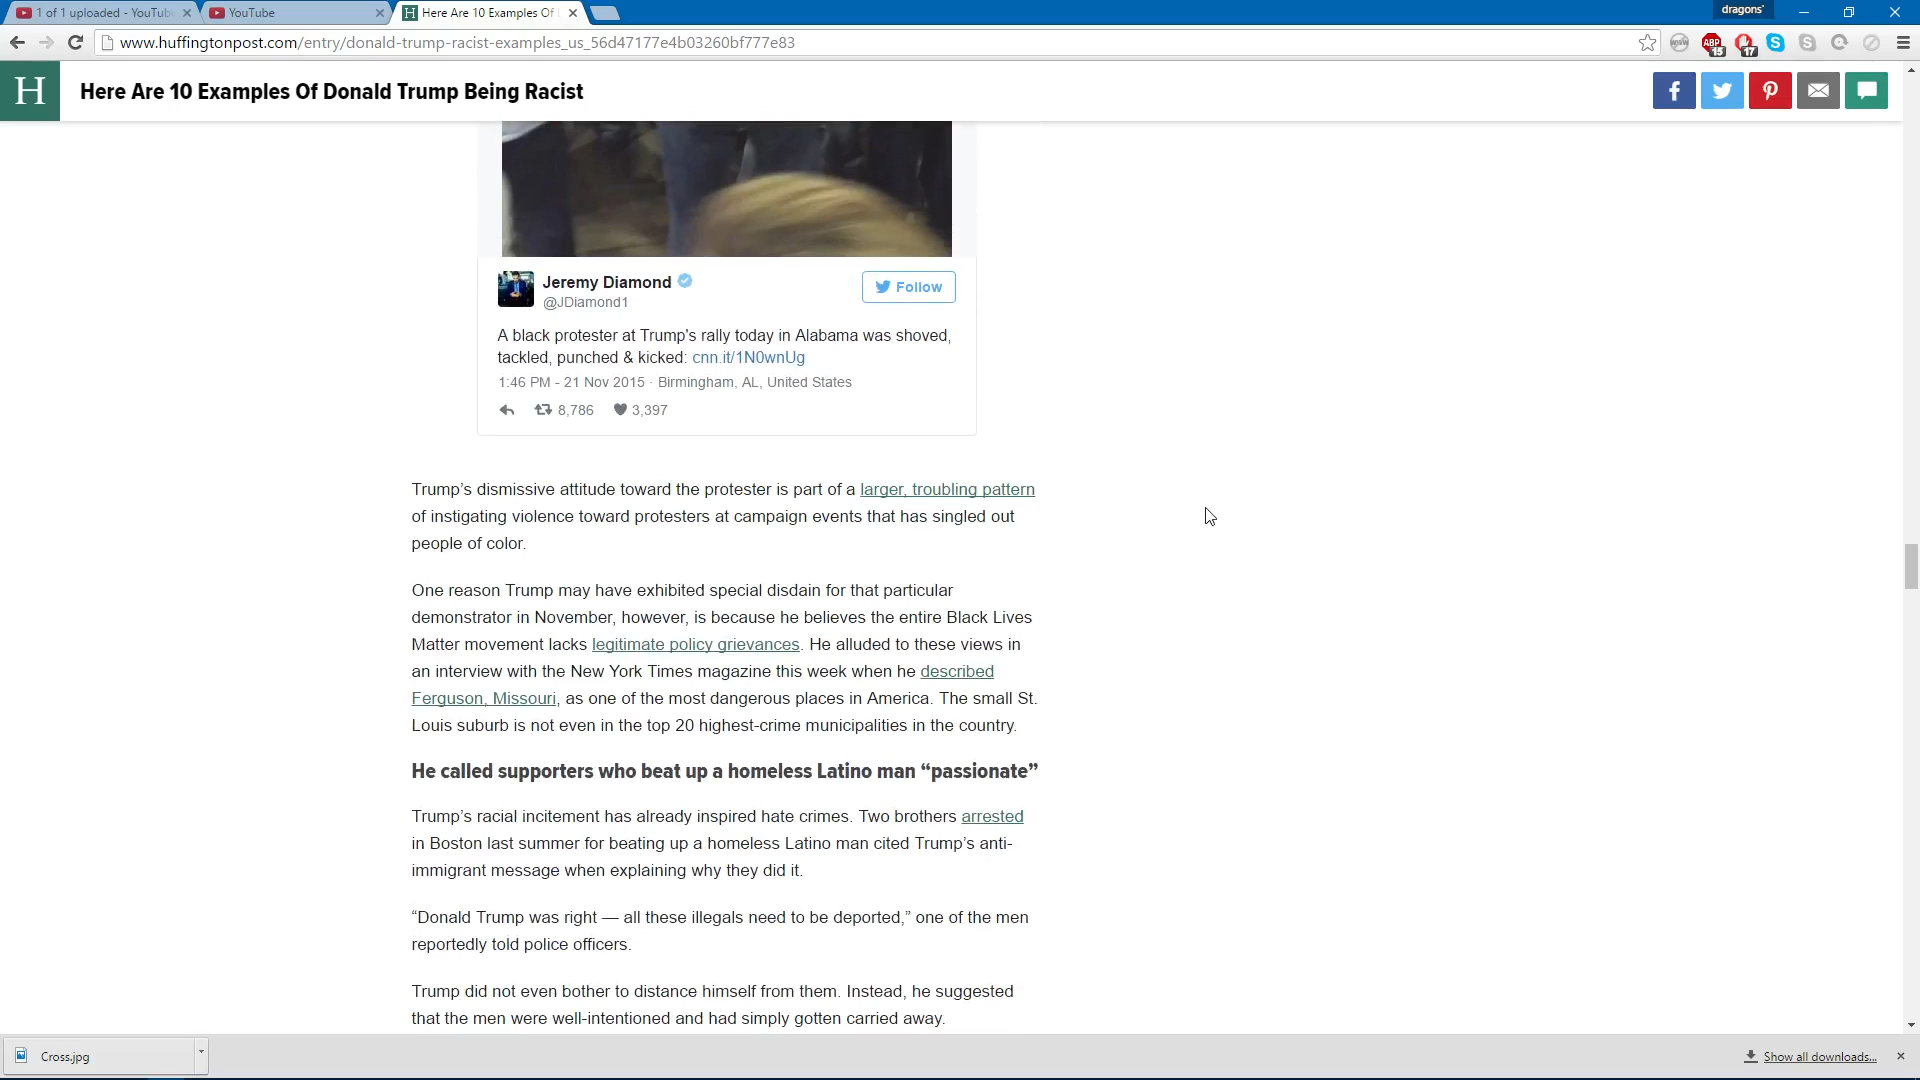 1 of 1 uploaded - YouTub
YouTube
Here Are 10 Examples Of
dragons'
www.huffingtonpost.com/entry/donald-trump-racist-examples_us_56d47177e4b03260bf777e83
ABP
15
17
H
Here Are 10 Examples Of Donald Trump Being Racist
Jeremy Diamond
@JDiamond1
Follow
A black protester at Trump's rally today in Alabama was shoved,
tackled, punched & kicked: cnn.it/1N0wnUg
1:46 PM - 21 Nov 2015 · Birmingham, AL, United States
8,786 3,397
Trump’s dismissive attitude toward the protester is part of a larger, troubling pattern
of instigating violence toward protesters at campaign events that has singled out
people of color.
One reason Trump may have exhibited special disdain for that particular
demonstrator in November, however, is because he believes the entire Black Lives
Matter movement lacks legitimate policy grievances. He alluded to these views in
an interview with the New York Times magazine this week when he described
Ferguson, Missouri, as one of the most dangerous places in America. The small St.
Louis suburb is not even in the top 20 highest-crime municipalities in the country.
He called supporters who beat up a homeless Latino man “passionate”
Trump’s racial incitement has already inspired hate crimes. Two brothers arrested
in Boston last summer for beating up a homeless Latino man cited Trump’s anti-
immigrant message when explaining why they did it.
“Donald Trump was right — all these illegals need to be deported,” one of the men
reportedly told police officers.
Trump did not even bother to distance himself from them. Instead, he suggested
that the men were well-intentioned and had simply gotten carried away.
Cross.jpg
Show all downloads...